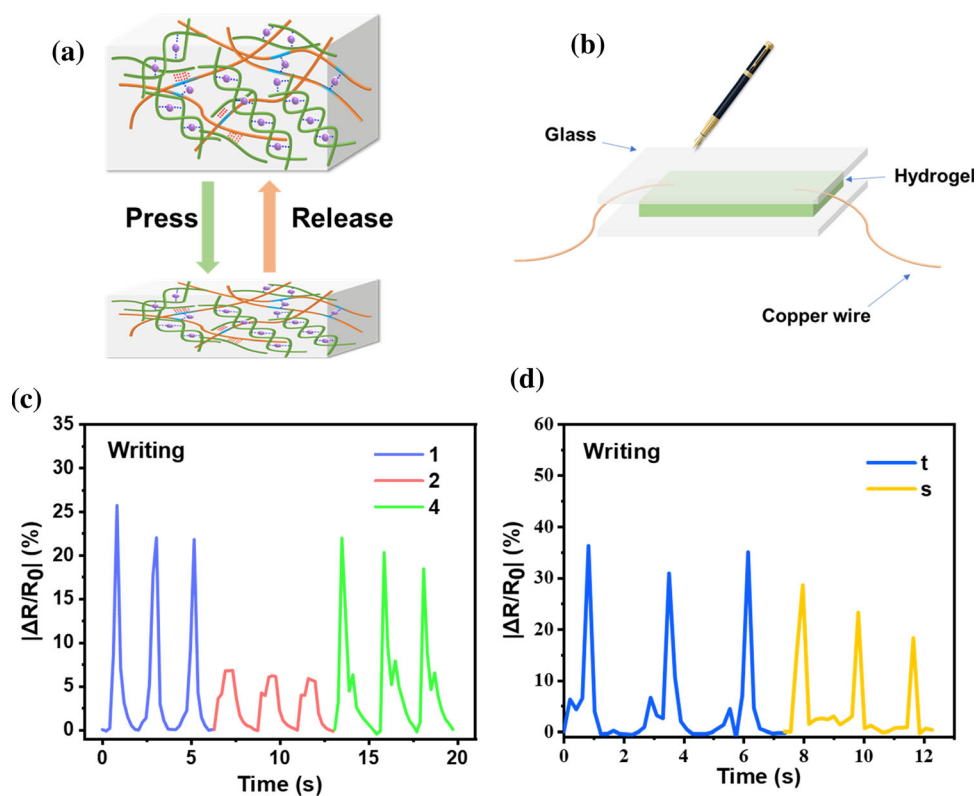 (a)
Press
Release
(b)
Glass
Hydrogel
Copper wire
(c)
Writing
1
2
4
|ΔR/R0| (%)
35
30
25
20
15
10
5
0
0 5 10 15 20
Time (s)
(d)
Writing
t
s
|ΔR/R0| (%)
60
50
40
30
20
10
0
0 2 4 6 8 10 12
Time (s)